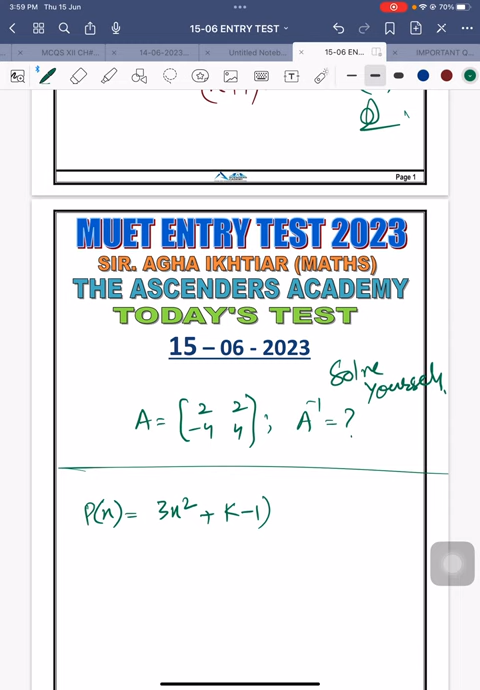 3:59 PM Thu 15 Jun
70%
15-06 ENTRY TEST
MCQS XII CH#...
14-06-2023...
Untitled Noteb...
15-06 EN...
IMPORTANT Q...
Page 1
MUET ENTRY TEST 2023
SIR. AGHA IKHTIAR (MATHS)
THE ASCENDERS ACADEMY
TODAY'S TEST
15 – 06 - 2023
Solve
yourself.
A = [2 2
-4 4]; A⁻¹ = ?
P(x) = 3x² + K-1)